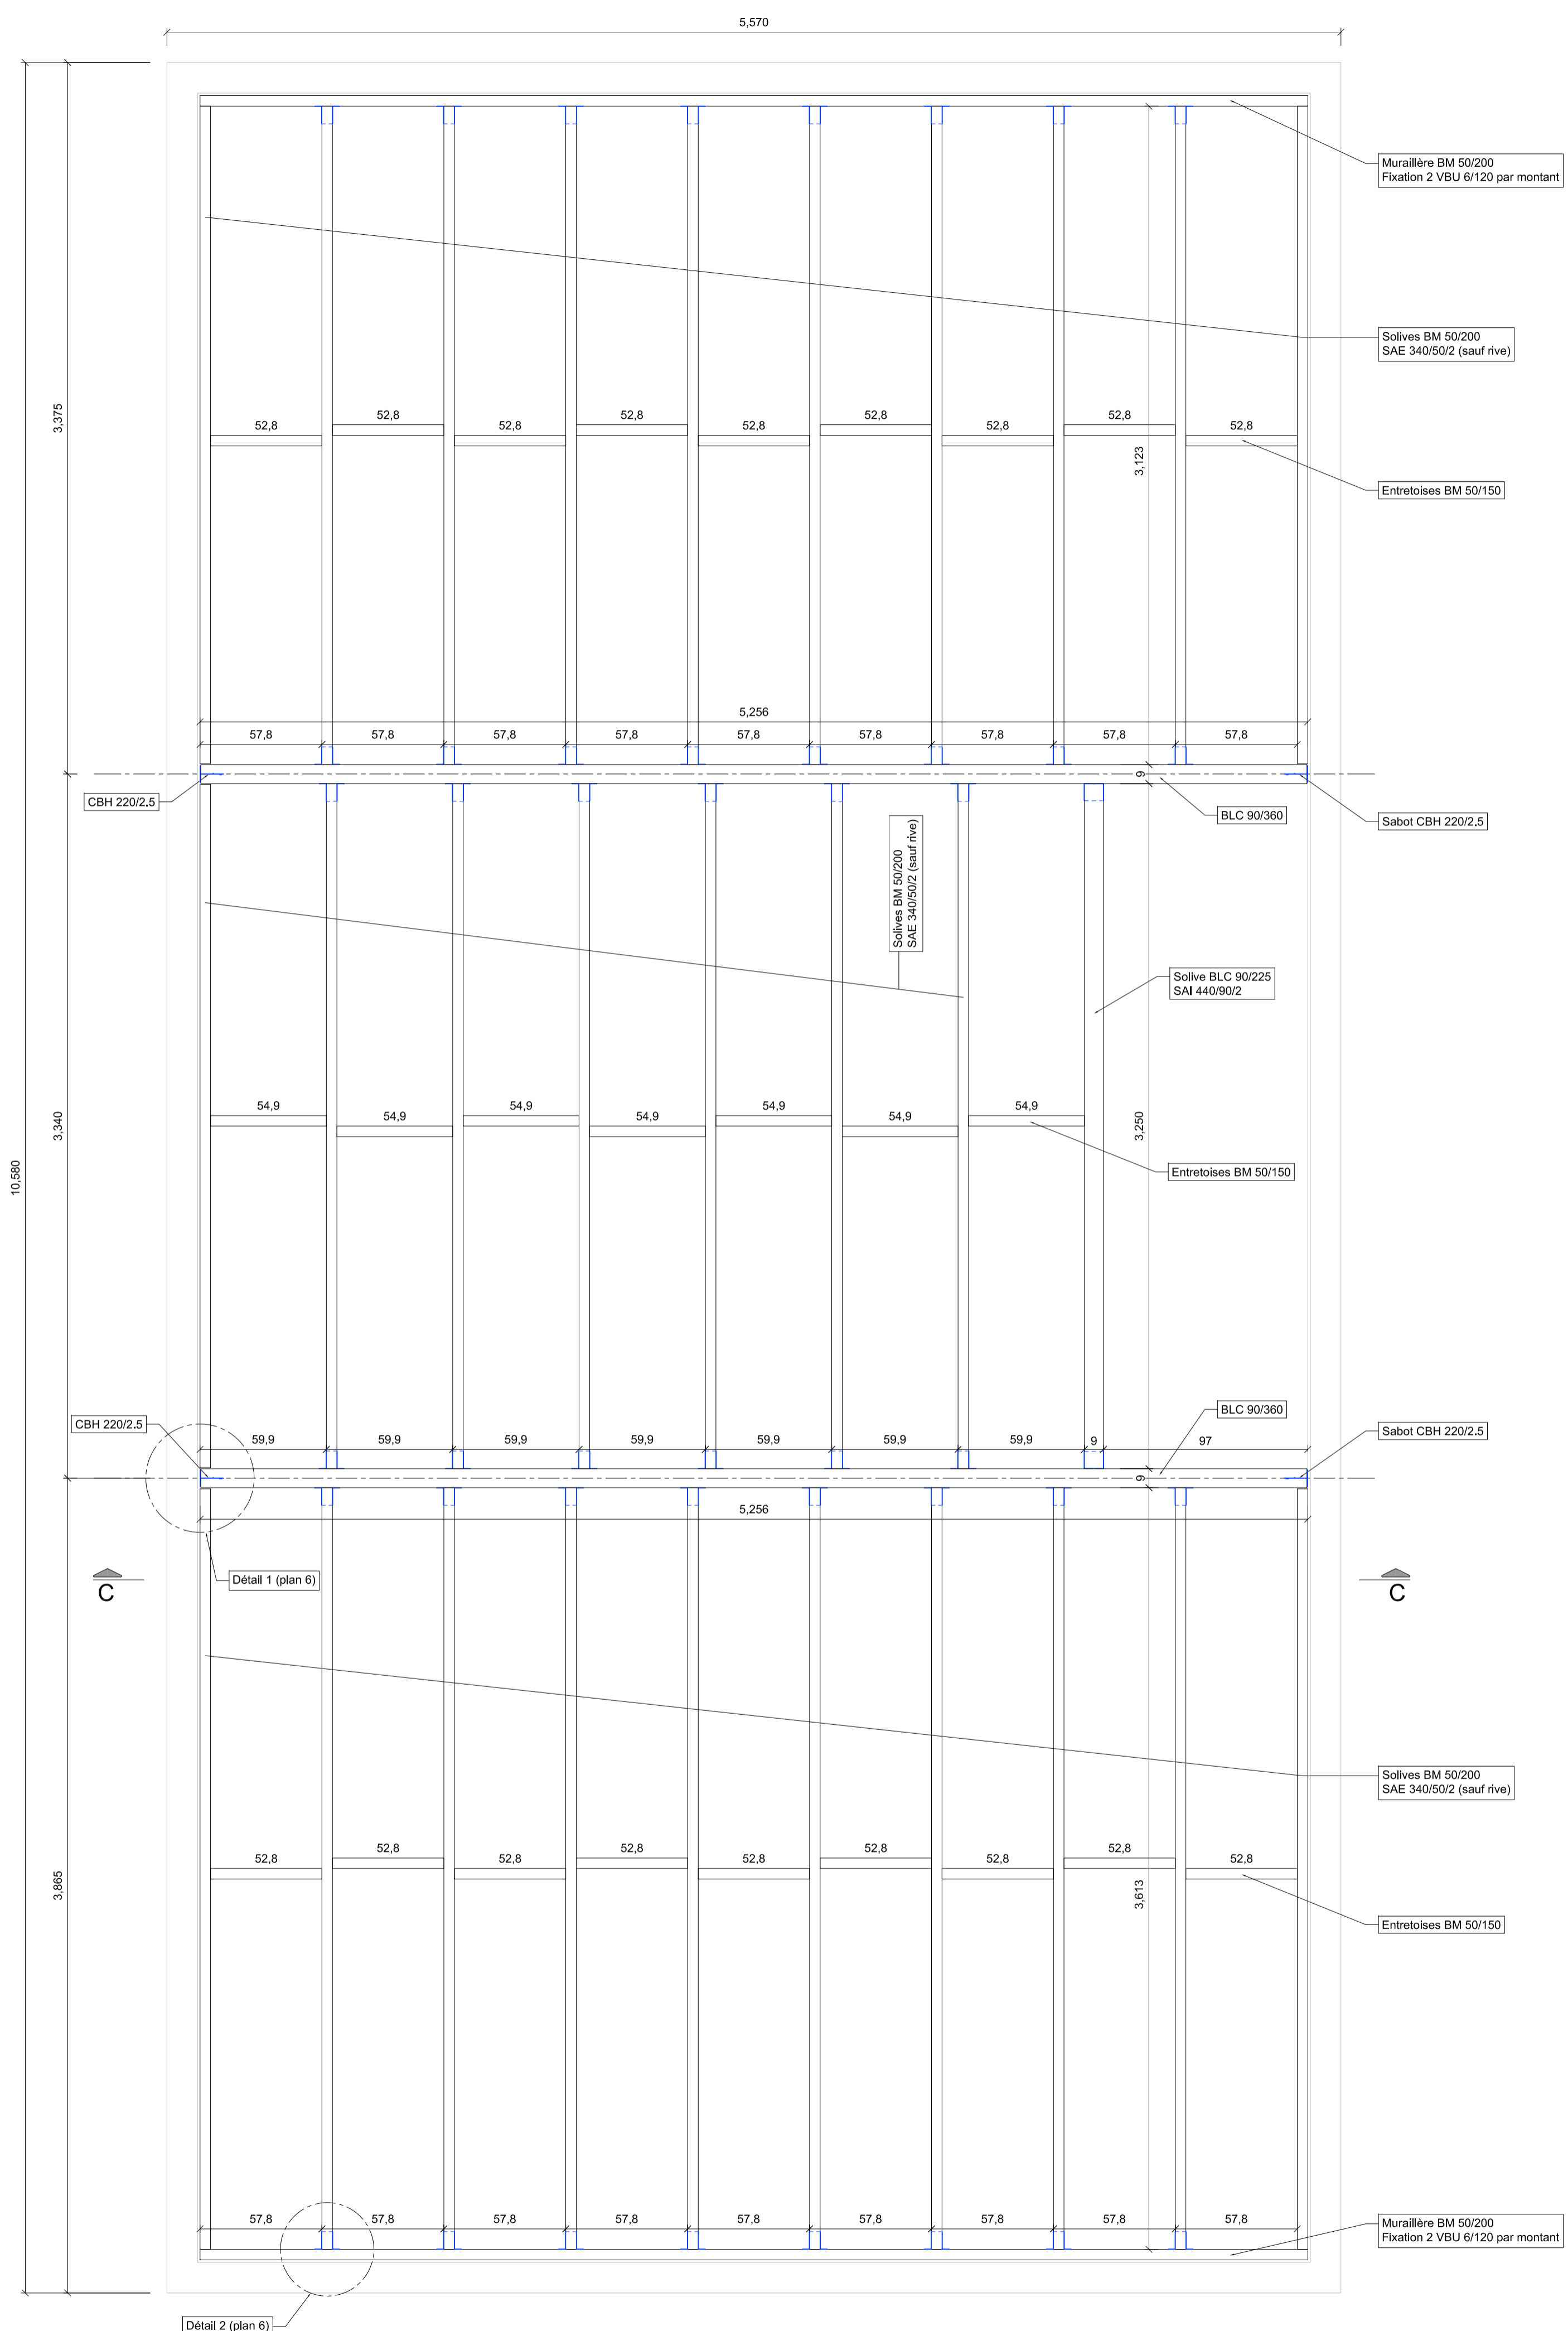 5,570
Muraillère BM 50/200
Fixation 2 VBU 6/120 par montant
Solives BM 50/200
SAE 340/50/2 (sauf rive)
3,375
52,8
52,8
52,8
52,8
52,8
52,8
52,8
52,8
52,8
3,123
Entretoises BM 50/150
5,256
57,8
57,8
57,8
57,8
57,8
57,8
57,8
57,8
57,8
9
CBH 220/2.5
BLC 90/360
Sabot CBH 220/2.5
Solives BM 50/200
SAE 340/50/2 (sauf rive)
Solive BLC 90/225
SAI 440/90/2
54,9
54,9
54,9
54,9
54,9
54,9
54,9
3,340
3,250
10,580
Entretoises BM 50/150
CBH 220/2.5
BLC 90/360
Sabot CBH 220/2.5
59,9
59,9
59,9
59,9
59,9
59,9
59,9
9
97
9
5,256
C
Détail 1 (plan 6)
C
Solives BM 50/200
SAE 340/50/2 (sauf rive)
52,8
52,8
52,8
52,8
52,8
52,8
52,8
52,8
52,8
3,865
3,613
Entretoises BM 50/150
57,8
57,8
57,8
57,8
57,8
57,8
57,8
57,8
57,8
Muraillère BM 50/200
Fixation 2 VBU 6/120 par montant
Détail 2 (plan 6)